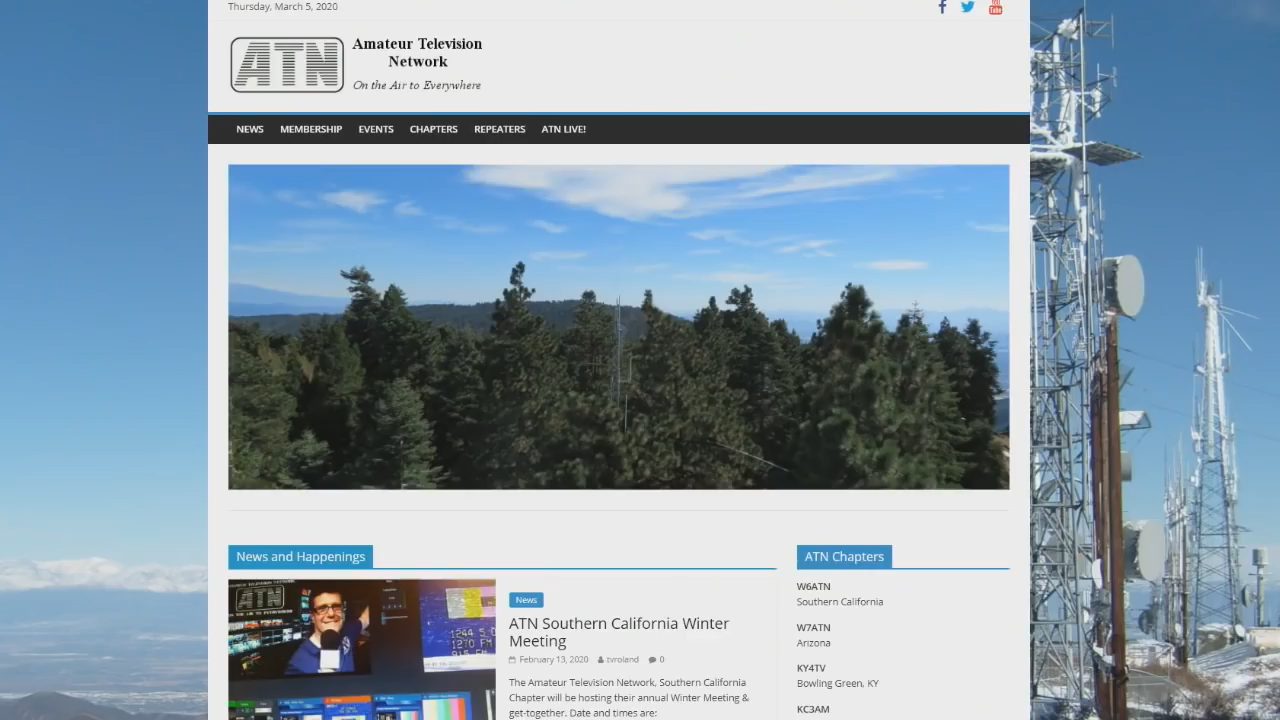 Thursday, March 5, 2020
You
Tube
ATN
Amateur Television
Network
On the Air to Everywhere
NEWS MEMBERSHIP EVENTS CHAPTERS REPEATERS ATN LIVE!
News and Happenings
ATN Chapters
ATN
News
ATN Southern California Winter
Meeting
February 13, 2020 tvroland 0
The Amateur Television Network, Southern California
Chapter will be hosting their annual Winter Meeting &
get-together. Date and times are:
W6ATN
Southern California
W7ATN
Arizona
KY4TV
Bowling Green, KY
KC3AM